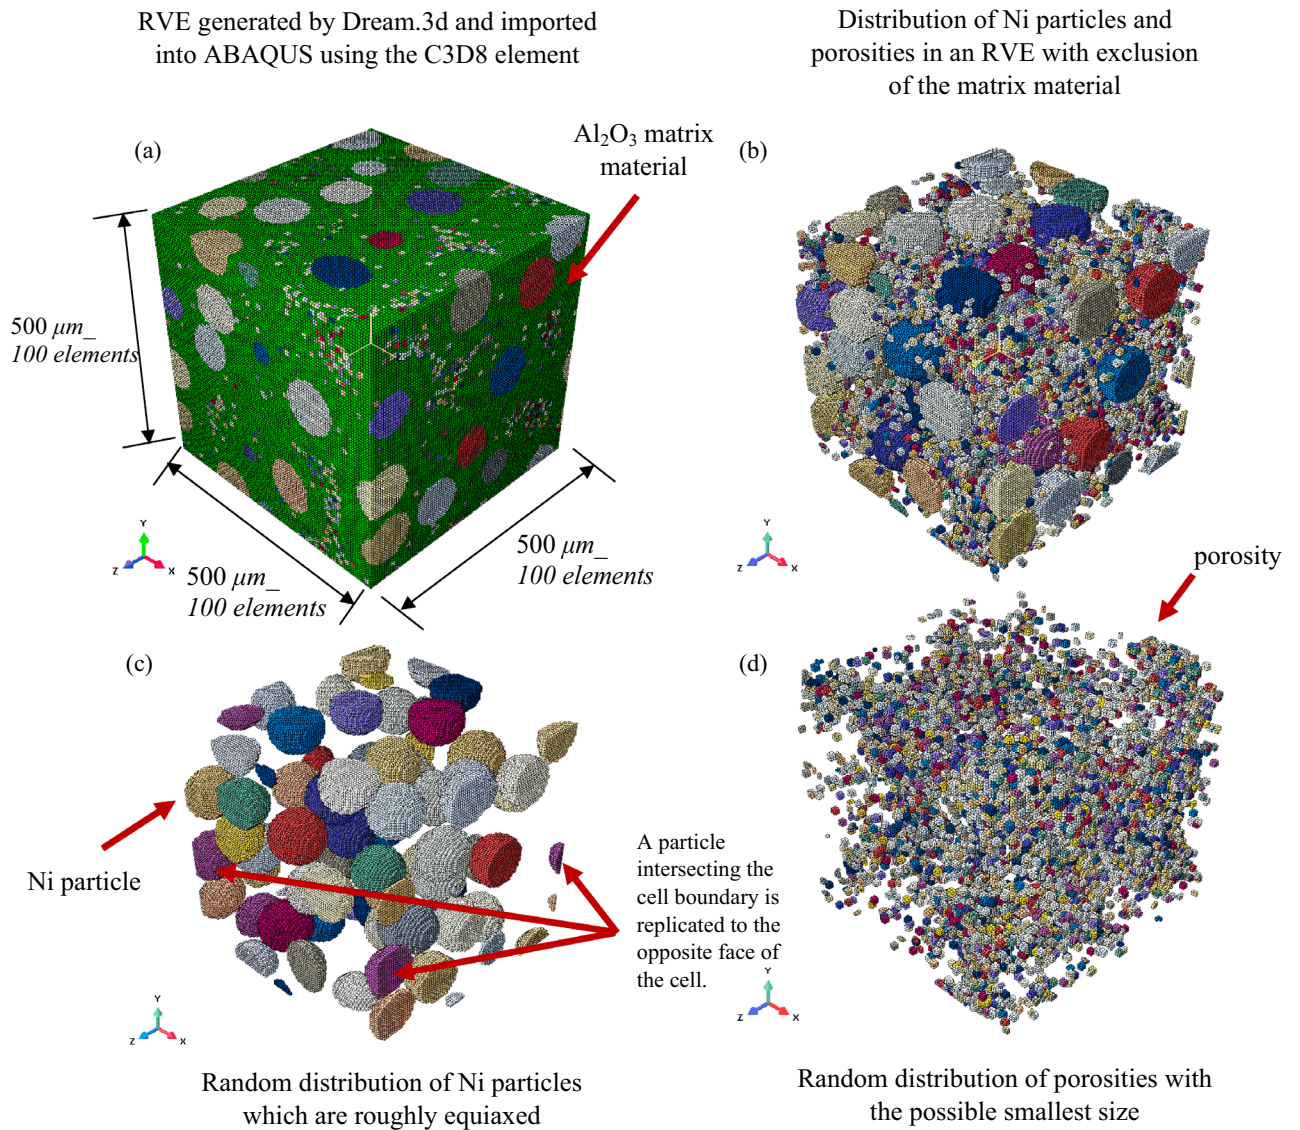 RVE generated by Dream.3d and imported
into ABAQUS using the C3D8 element
Distribution of Ni particles and
porosities in an RVE with exclusion
of the matrix material
(a)
Al₂O₃ matrix
material
(b)
500 μm_
100 elements
500 μm_
100 elements
500 μm_
100 elements
Y
Z
X
Y
Z
X
porosity
(c)
(d)
Ni particle
A particle
intersecting the
cell boundary is
replicated to the
opposite face of
the cell.
Y
Z
X
Y
Z
X
Random distribution of Ni particles
which are roughly equiaxed
Random distribution of porosities with
the possible smallest size